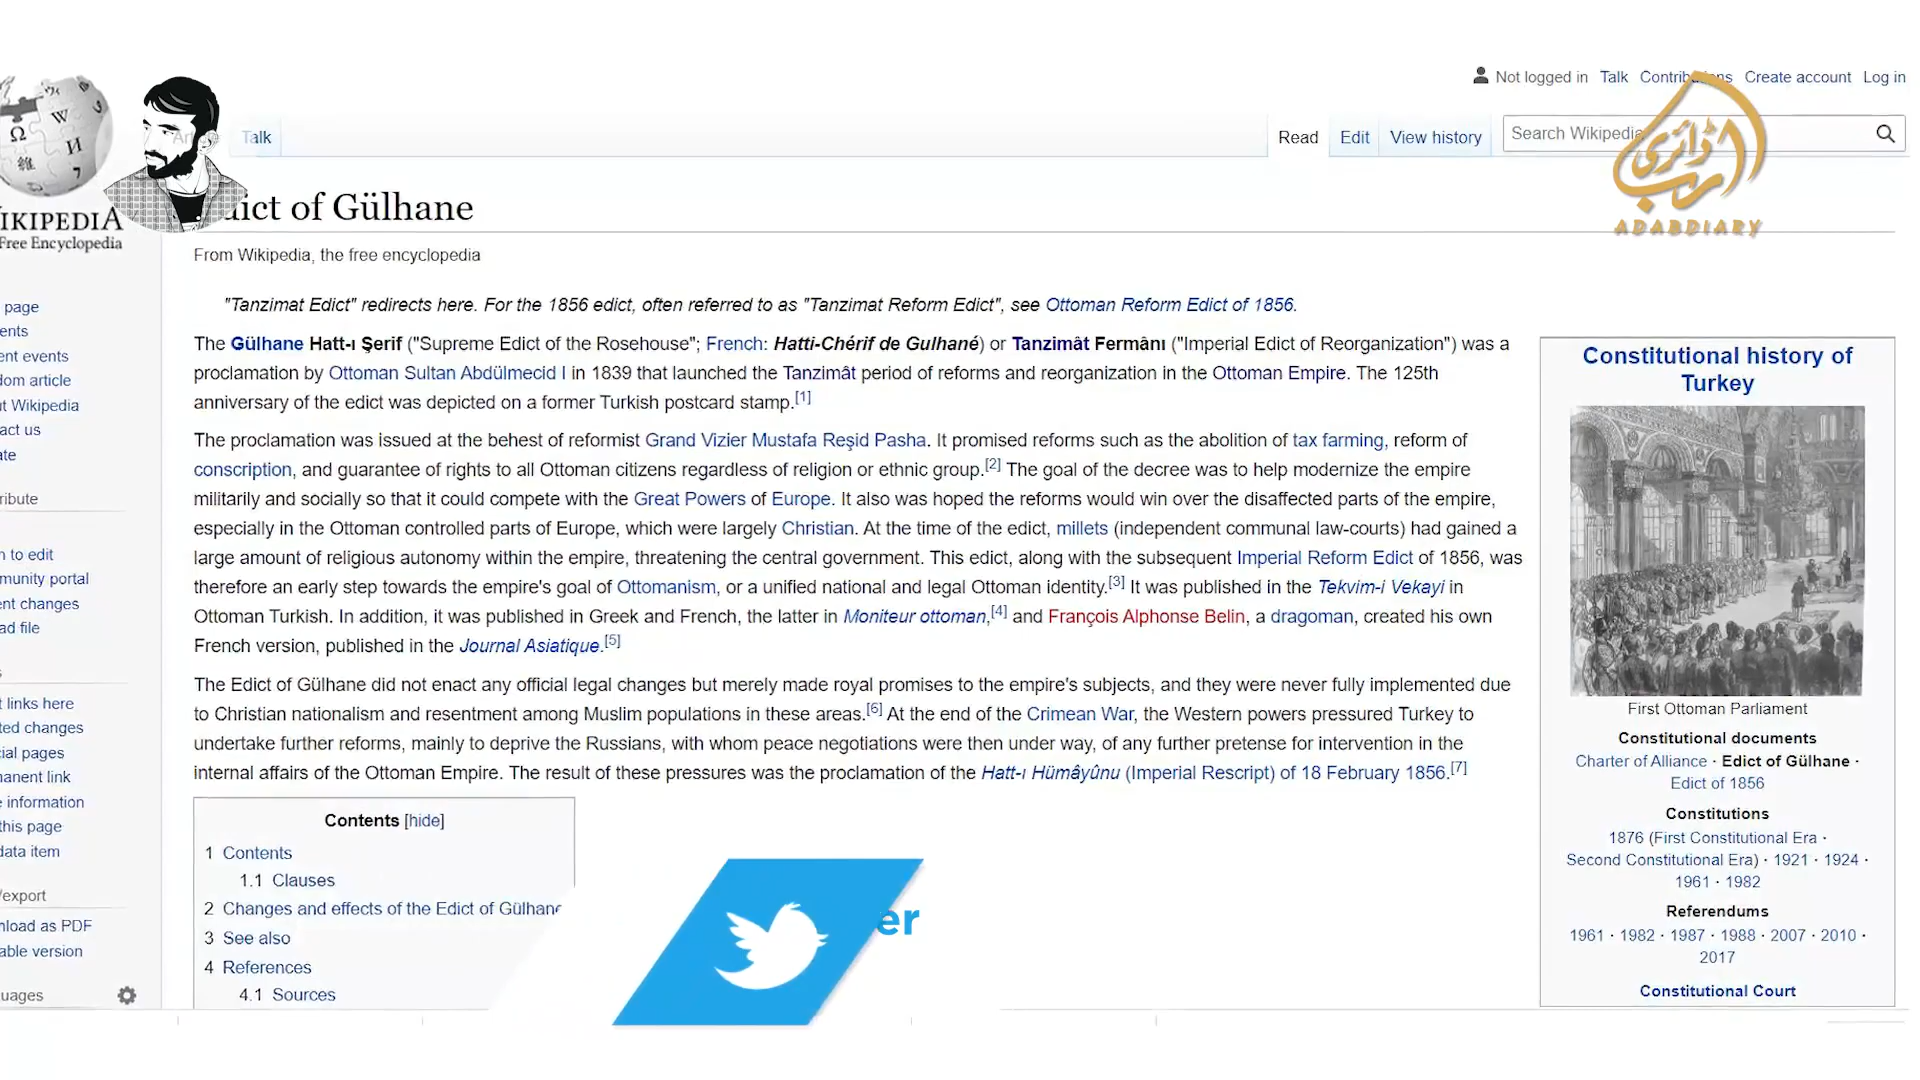 Not logged in Talk Contributions Create account Log in
Talk
Read Edit View history
Search Wikipedia
ادب ڈائری
ADABDIARY
IKIPEDIA
Free Encyclopedia
dict of Gülhane
From Wikipedia, the free encyclopedia
"Tanzimat Edict" redirects here. For the 1856 edict, often referred to as "Tanzimat Reform Edict", see Ottoman Reform Edict of 1856.
The Gülhane Hatt-ı Şerif ("Supreme Edict of the Rosehouse"; French: Hatti-Chérif de Gulhané) or Tanzimât Fermânı ("Imperial Edict of Reorganization") was a
proclamation by Ottoman Sultan Abdülmecid I in 1839 that launched the Tanzimât period of reforms and reorganization in the Ottoman Empire. The 125th
anniversary of the edict was depicted on a former Turkish postcard stamp.[1]
The proclamation was issued at the behest of reformist Grand Vizier Mustafa Reşid Pasha. It promised reforms such as the abolition of tax farming, reform of
conscription, and guarantee of rights to all Ottoman citizens regardless of religion or ethnic group.[2] The goal of the decree was to help modernize the empire
militarily and socially so that it could compete with the Great Powers of Europe. It also was hoped the reforms would win over the disaffected parts of the empire,
especially in the Ottoman controlled parts of Europe, which were largely Christian. At the time of the edict, millets (independent communal law-courts) had gained a
large amount of religious autonomy within the empire, threatening the central government. This edict, along with the subsequent Imperial Reform Edict of 1856, was
therefore an early step towards the empire's goal of Ottomanism, or a unified national and legal Ottoman identity.[3] It was published in the Tekvim-i Vekayi in
Ottoman Turkish. In addition, it was published in Greek and French, the latter in Moniteur ottoman,[4] and François Alphonse Belin, a dragoman, created his own
French version, published in the Journal Asiatique.[5]
The Edict of Gülhane did not enact any official legal changes but merely made royal promises to the empire's subjects, and they were never fully implemented due
to Christian nationalism and resentment among Muslim populations in these areas.[6] At the end of the Crimean War, the Western powers pressured Turkey to
undertake further reforms, mainly to deprive the Russians, with whom peace negotiations were then under way, of any further pretense for intervention in the
internal affairs of the Ottoman Empire. The result of these pressures was the proclamation of the Hatt-ı Hümâyûnu (Imperial Rescript) of 18 February 1856.[7]
Contents [hide]
1 Contents
1.1 Clauses
2 Changes and effects of the Edict of Gülhane
3 See also
4 References
4.1 Sources
er
page
ents
ent events
dom article
t Wikipedia
act us
ate
ribute
n to edit
munity portal
ent changes
ad file
s
t links here
ted changes
cial pages
manent link
e information
this page
data item
/export
nload as PDF
able version
uages
Constitutional history of
Turkey
First Ottoman Parliament
Constitutional documents
Charter of Alliance · Edict of Gülhane ·
Edict of 1856
Constitutions
1876 (First Constitutional Era ·
Second Constitutional Era) · 1921 · 1924 ·
1961 · 1982
Referendums
1961 · 1982 · 1987 · 1988 · 2007 · 2010 ·
2017
Constitutional Court